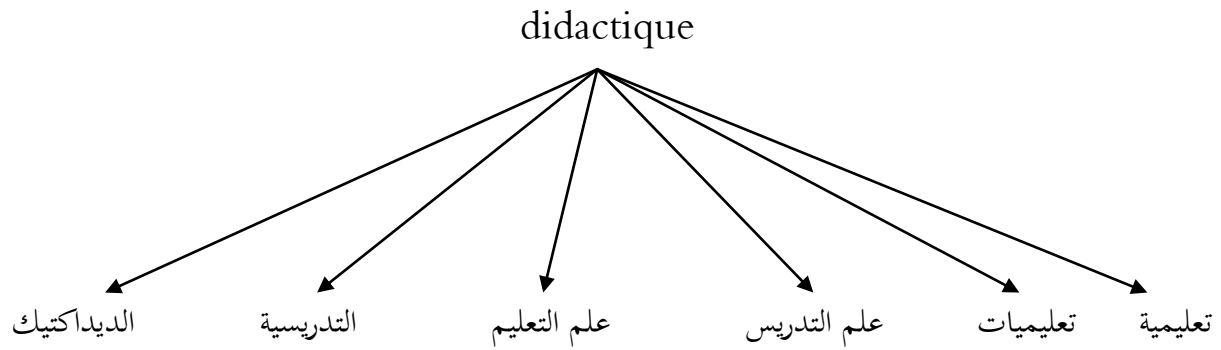 didactique
تعليمية
تعليميات
علم التدريس
علم التعليم
التدريسية
الديداكتيك